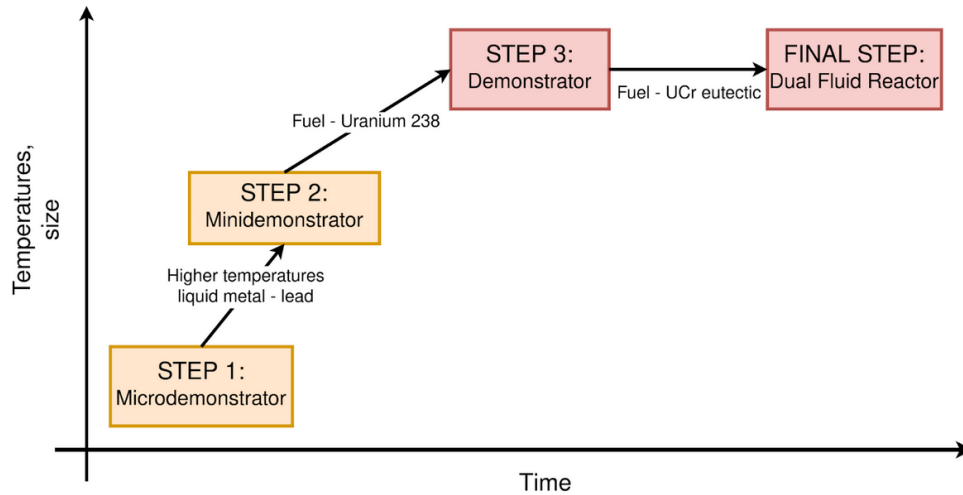 STEP 3:
Demonstrator
FINAL STEP:
Dual Fluid Reactor
Fuel - UCr eutectic
Fuel - Uranium 238
STEP 2:
Minidemonstrator
Temperatures,
size
Higher temperatures
liquid metal - lead
STEP 1:
Microdemonstrator
Time